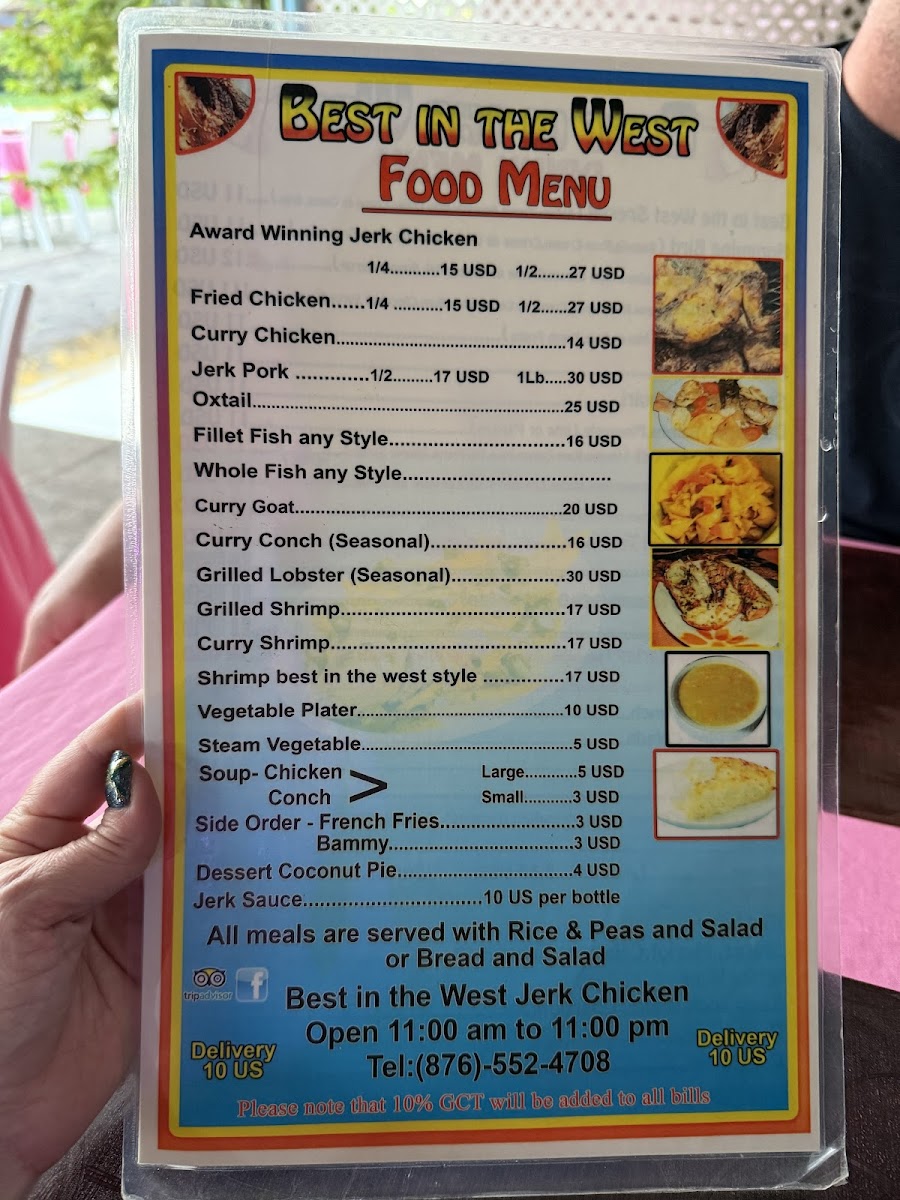 BEST IN THE WEST
FOOD MENU
Award Winning Jerk Chicken
1/4...........15 USD 1/2.......27 USD
Fried Chicken......1/4 ...........15 USD 1/2......27 USD
Curry Chicken....................................................14 USD
Jerk Pork .............1/2.........17 USD 1Lb.....30 USD
Oxtail..............................................................25 USD
Fillet Fish any Style.............................16 USD
Whole Fish any Style...................................
Curry Goat.........................................................20 USD
Curry Conch (Seasonal)........................16 USD
Grilled Lobster (Seasonal)....................30 USD
Grilled Shrimp.......................................17 USD
Curry Shrimp.........................................17 USD
Shrimp best in the west style ..............17 USD
Vegetable Plater..............................................10 USD
Steam Vegetable..............................................5 USD
Soup- Chicken > Large............5 USD
Conch Small...........3 USD
Side Order - French Fries........................3 USD
Bammy.....................................3 USD
Dessert Coconut Pie...................................4 USD
Jerk Sauce................................10 US per bottle
All meals are served with Rice & Peas and Salad
or Bread and Salad
tripadvisor f
Best in the West Jerk Chicken
Open 11:00 am to 11:00 pm
Tel:(876)-552-4708
Delivery
10 US
Delivery
10 US
Please note that 10% GCT will be added to all bills